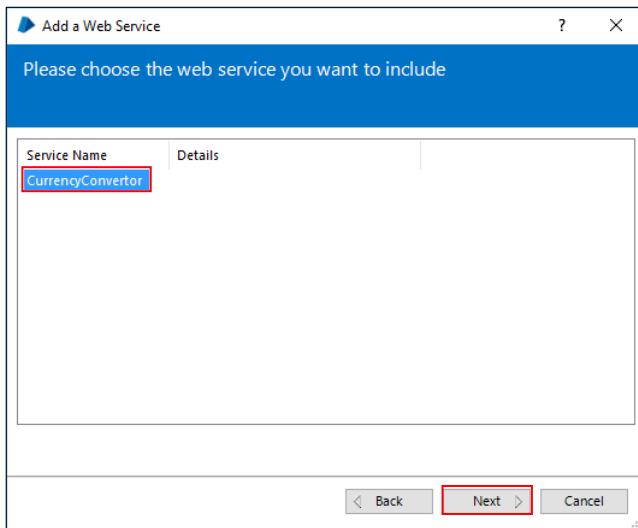 Add a Web Service ?
Please choose the web service you want to include
Service Name Details
CurrencyConvertor
Back Next Cancel